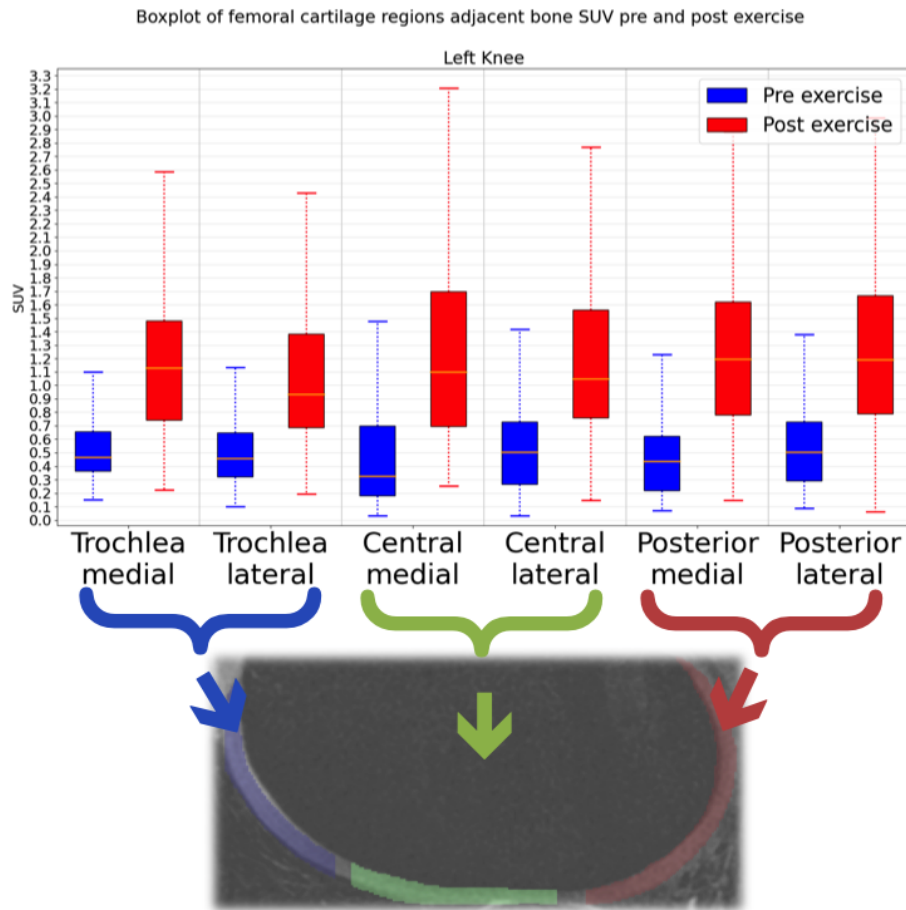 Boxplot of femoral cartilage regions adjacent bone SUV pre and post exercise
Left Knee
3.3
3.2
3.1
3.0
2.9
2.8
2.7
2.6
2.5
2.4
2.3
2.2
2.1
2.0
1.9
1.8
1.7
1.6
1.5
1.4
1.3
1.2
1.1
1.0
0.9
0.8
0.7
0.6
0.5
0.4
0.3
0.2
0.1
0.0
SUV
Pre exercise
Post exercise
Trochlea
medial
Trochlea
lateral
Central
medial
Central
lateral
Posterior
medial
Posterior
lateral